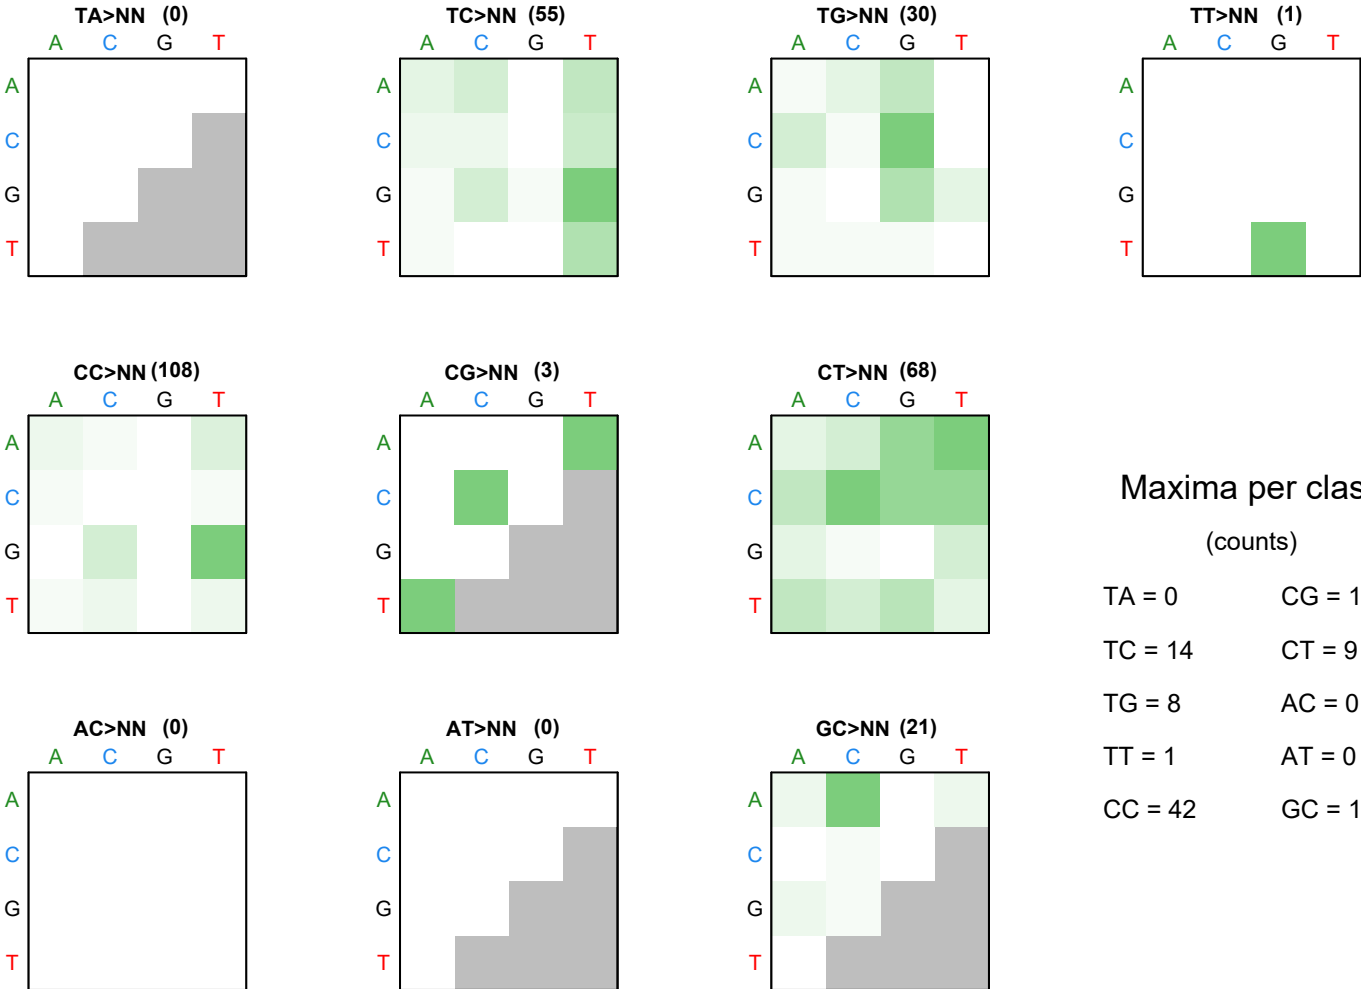 TA>NN (0)
A C G T
A
C
G
T
TC>NN (55)
A C G T
A
C
G
T
TG>NN (30)
A C G T
A
C
G
T
TT>NN (1)
A C G T
A
C
G
T
CC>NN (108)
A C G T
A
C
G
T
CG>NN (3)
A C G T
A
C
G
T
CT>NN (68)
A C G T
A
C
G
T
Maxima per clas
(counts)
TA = 0 CG = 1
TC = 14 CT = 9
TG = 8 AC = 0
TT = 1 AT = 0
CC = 42 GC = 1
AC>NN (0)
A C G T
A
C
G
T
AT>NN (0)
A C G T
A
C
G
T
GC>NN (21)
A C G T
A
C
G
T